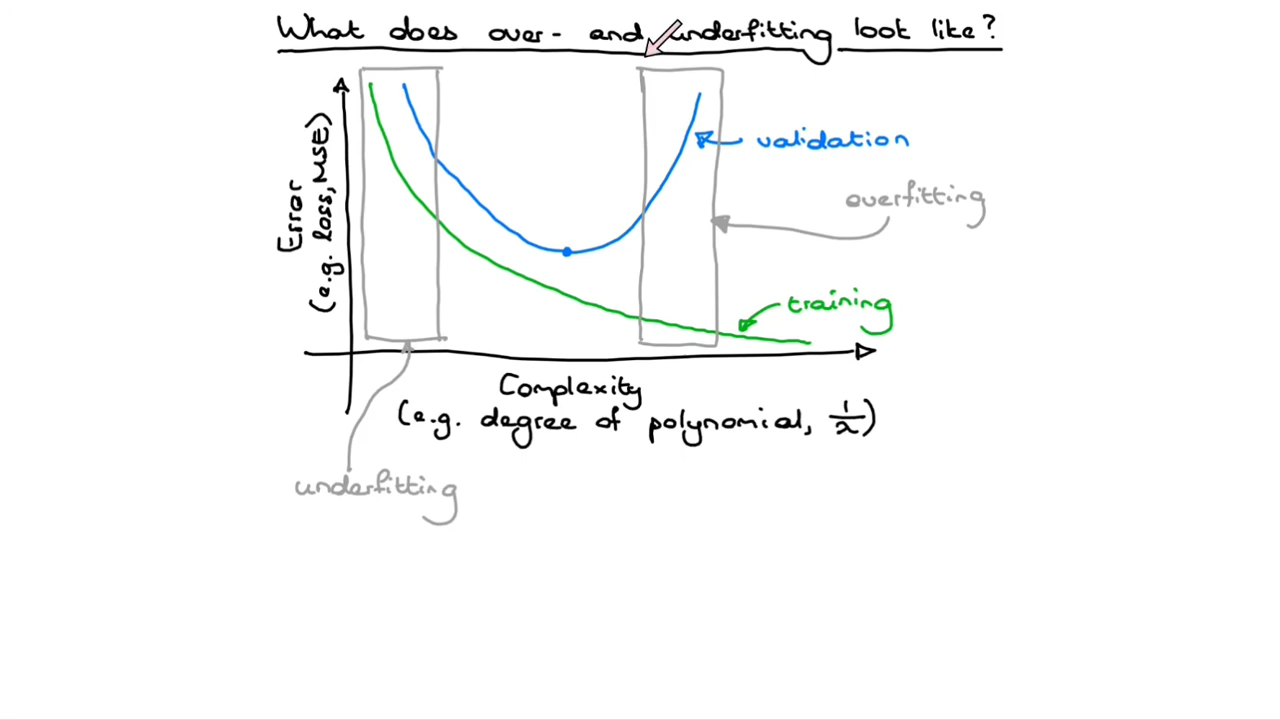 What does over- and underfitting look like?
Error
(e.g. loss, MSE)
validation
overfitting
training
Complexity
(e.g. degree of polynomial, 1/λ)
underfitting